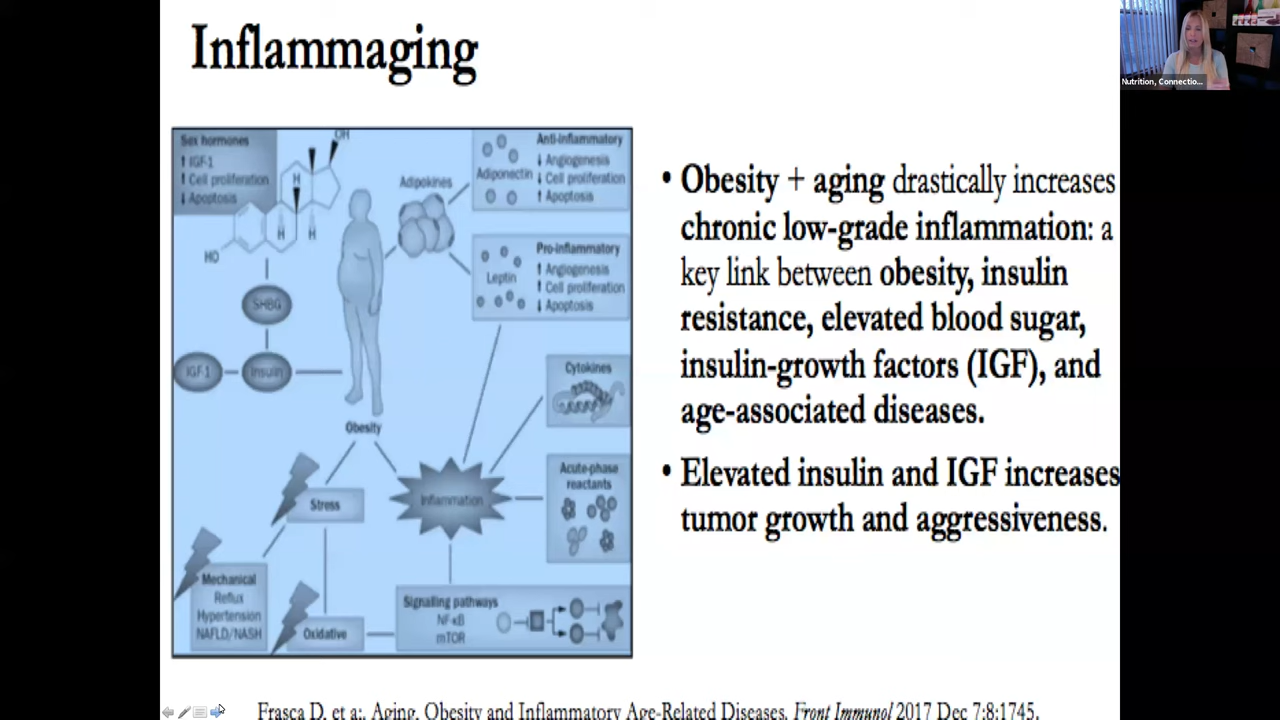 Inflammaging
Nutrition, Connectio...
Sex hormones
↑ IGF-1
↑ Cell proliferation
↓ Apoptosis
OH
H
H
H
HO
SHBG
IGF-1
Insulin
Adipokines
Adiponectin
Anti-inflammatory
↓ Angiogenesis
↓ Cell proliferation
↑ Apoptosis
Leptin
Pro-inflammatory
↑ Angiogenesis
↑ Cell proliferation
↓ Apoptosis
Cytokines
Obesity
Acute-phase
reactants
Inflammation
Stress
Mechanical
Reflux
Hypertension
NAFLD/NASH
Oxidative
Signalling pathways
NF-κB
mTOR
• Obesity + aging drastically increases
chronic low-grade inflammation: a
key link between obesity, insulin
resistance, elevated blood sugar,
insulin-growth factors (IGF), and
age-associated diseases.
• Elevated insulin and IGF increases
tumor growth and aggressiveness.
Frasca D, et a:. Aging, Obesity and Inflammatory Age-Related Diseases. Front Immunol 2017 Dec 7:8:1745.